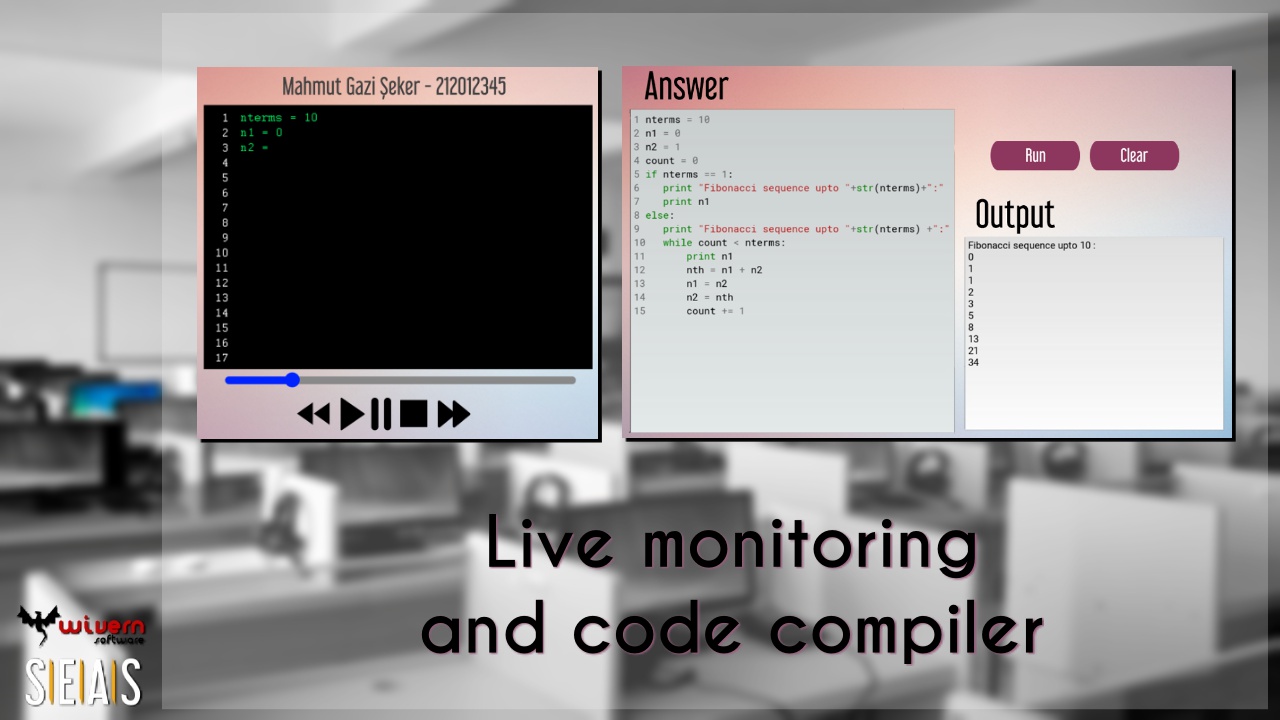 Mahmut Gazi Şeker - 212012345
1 nterms = 10
2 n1 = 0
3 n2 =
4
5
6
7
8
9
10
11
12
13
14
15
16
17
Answer
1 nterms = 10
2 n1 = 0
3 n2 = 1
4 count = 0
5 if nterms == 1:
6 print "Fibonacci sequence upto "+str(nterms)+":"
7 print n1
8 else:
9 print "Fibonacci sequence upto "+str(nterms) +":"
10 while count < nterms:
11 print n1
12 nth = n1 + n2
13 n1 = n2
14 n2 = nth
15 count += 1
Run Clear
Output
Fibonacci sequence upto 10 :
0
1
1
2
3
5
8
13
21
34
Live monitoring
and code compiler
wivern
software
SEAS